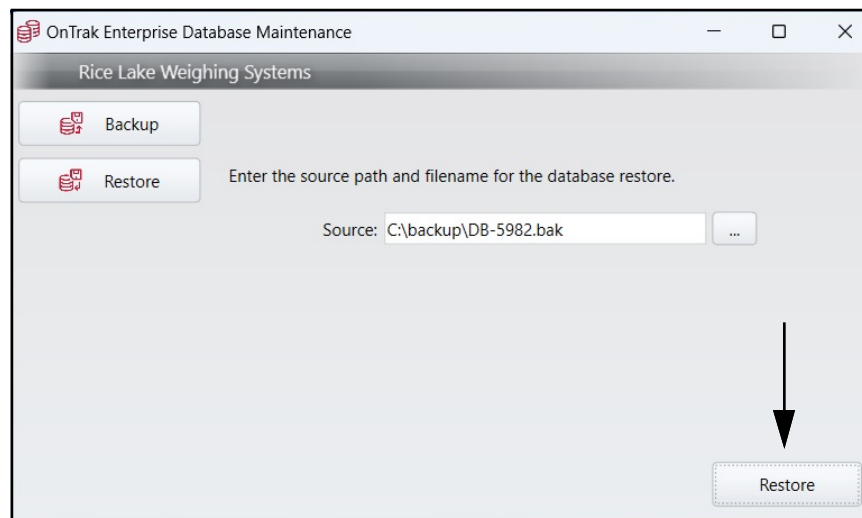 OnTrak Enterprise Database Maintenance
Rice Lake Weighing Systems
Backup
Restore
Enter the source path and filename for the database restore.
Source: C:\backup\DB-5982.bak ...
Restore